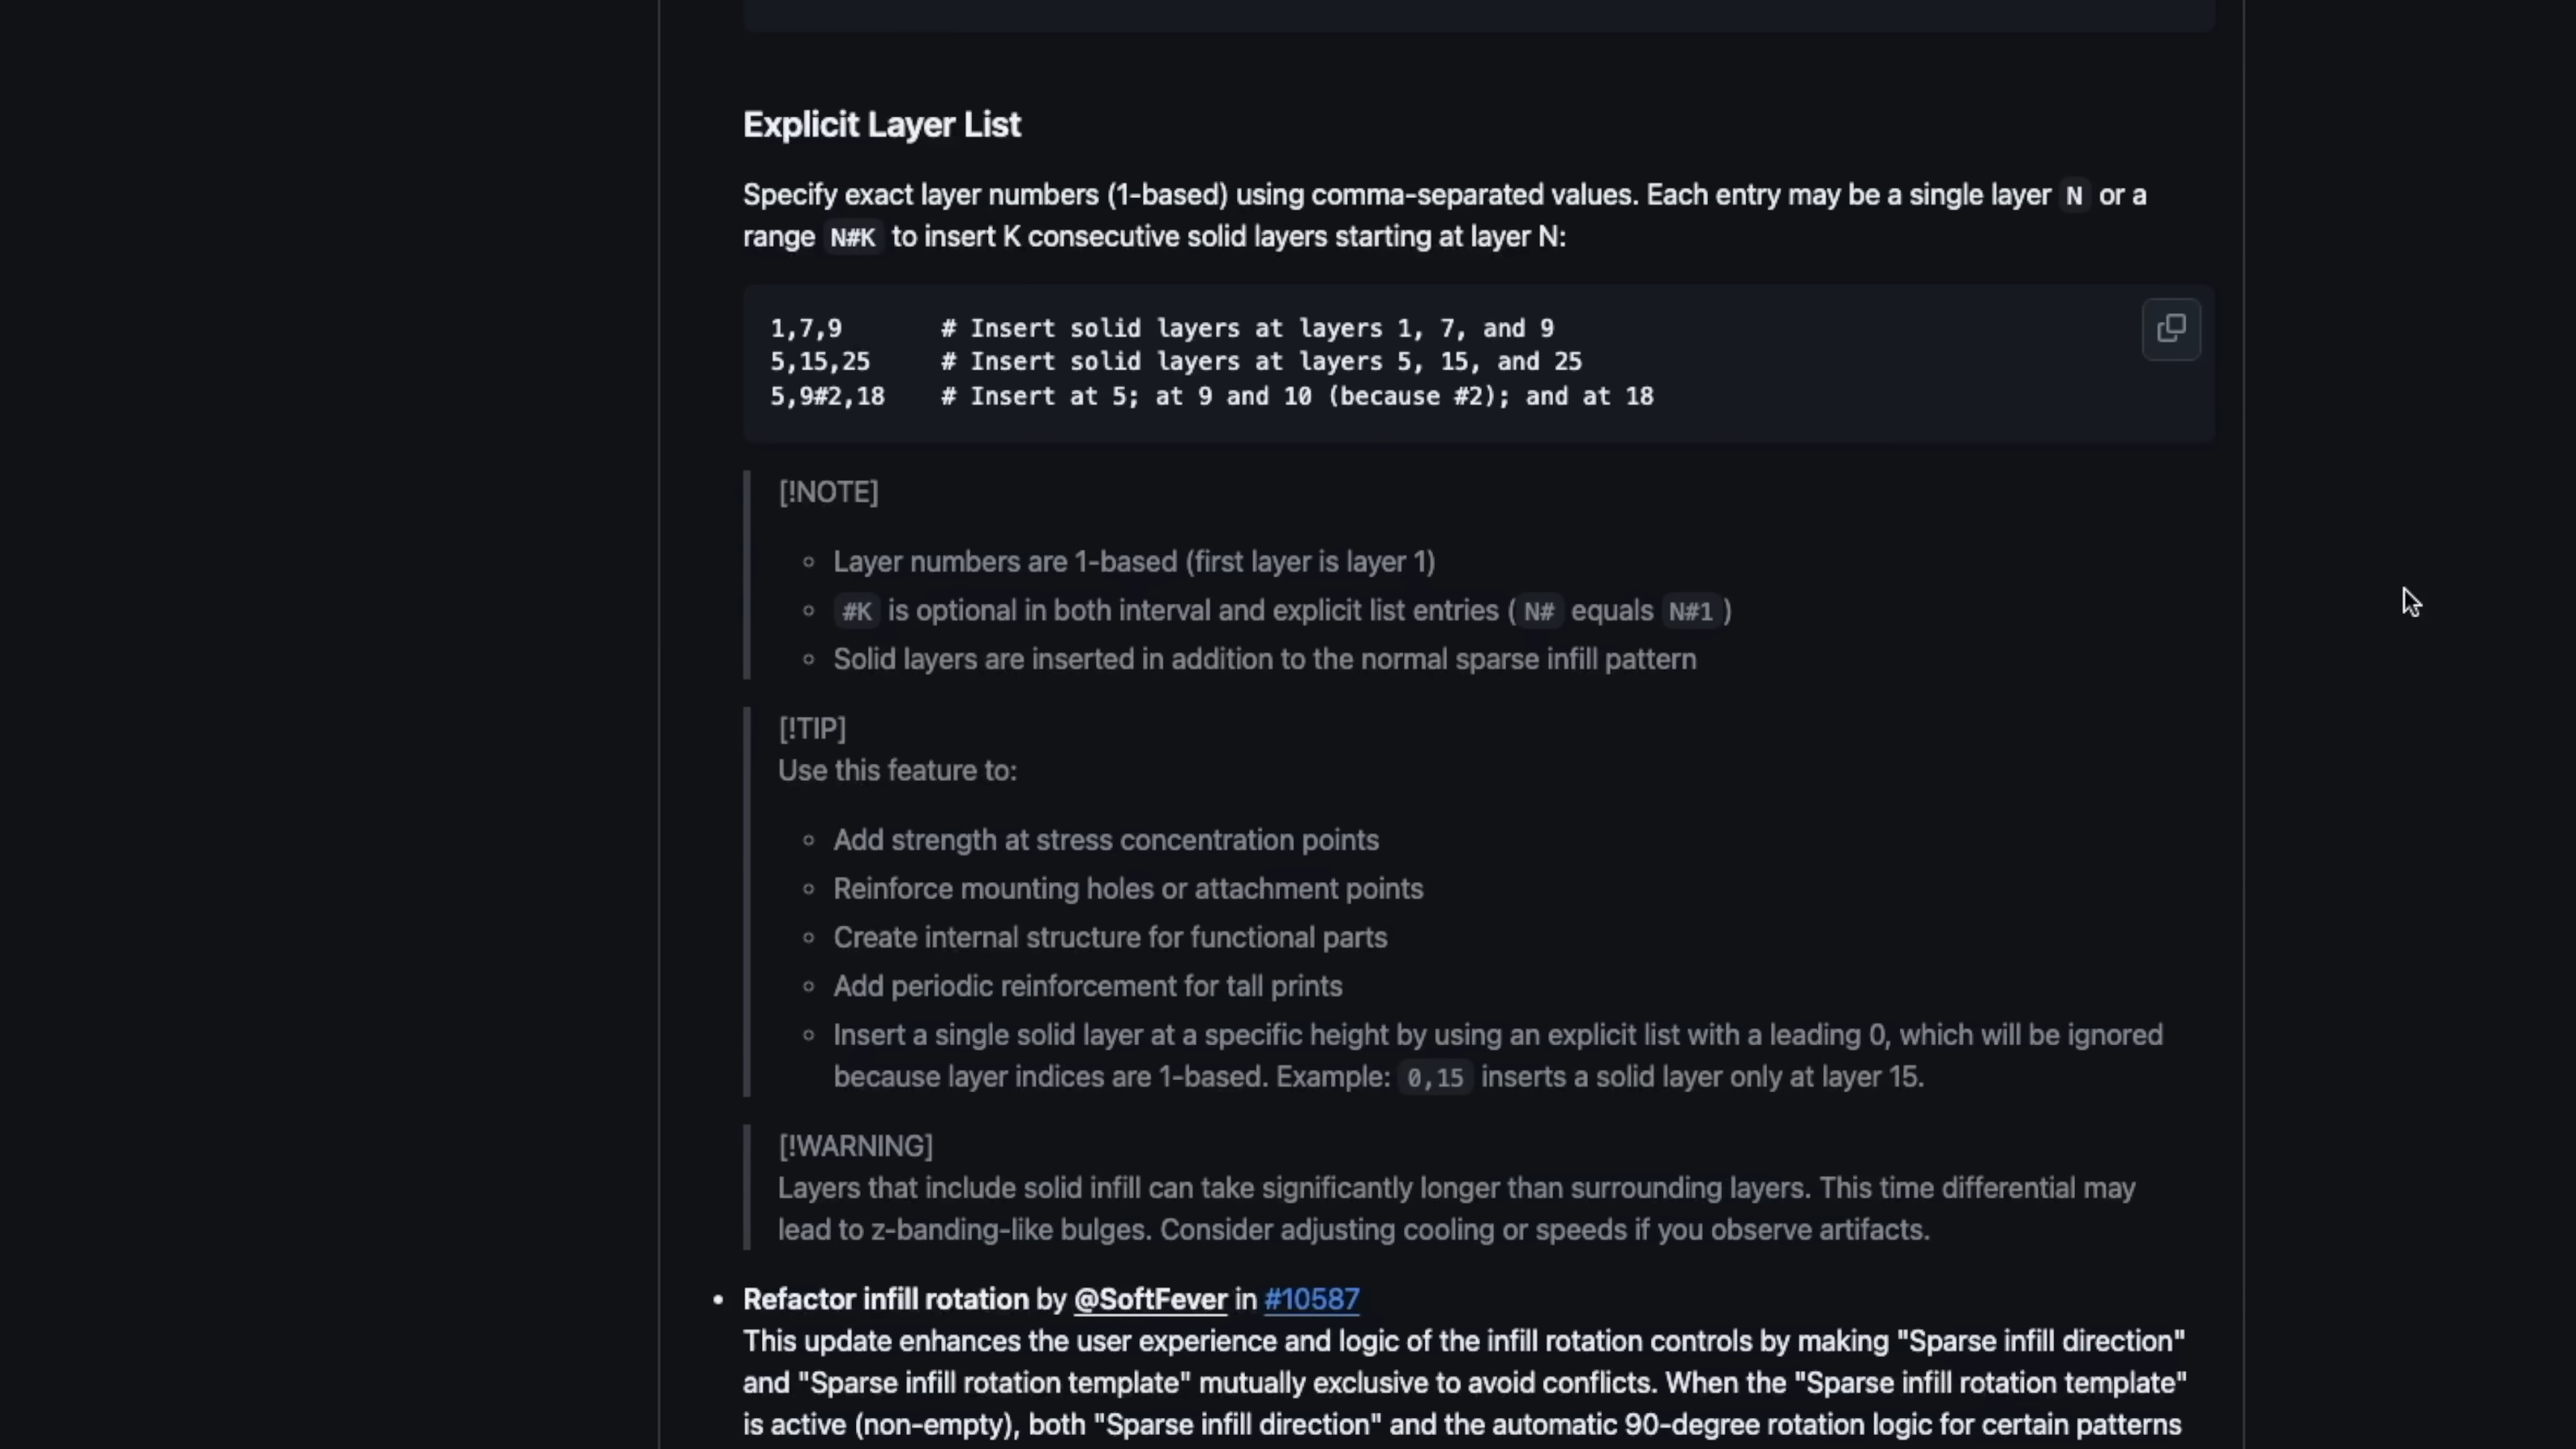 Explicit Layer List
Specify exact layer numbers (1-based) using comma-separated values. Each entry may be a single layer N or a
range N#K to insert K consecutive solid layers starting at layer N:
1,7,9       # Insert solid layers at layers 1, 7, and 9
5,15,25     # Insert solid layers at layers 5, 15, and 25
5,9#2,18    # Insert at 5; at 9 and 10 (because #2); and at 18
[!NOTE]
Layer numbers are 1-based (first layer is layer 1)
#K is optional in both interval and explicit list entries ( N# equals N#1 )
Solid layers are inserted in addition to the normal sparse infill pattern
[!TIP]
Use this feature to:
Add strength at stress concentration points
Reinforce mounting holes or attachment points
Create internal structure for functional parts
Add periodic reinforcement for tall prints
Insert a single solid layer at a specific height by using an explicit list with a leading 0, which will be ignored
because layer indices are 1-based. Example: 0,15 inserts a solid layer only at layer 15.
[!WARNING]
Layers that include solid infill can take significantly longer than surrounding layers. This time differential may
lead to z-banding-like bulges. Consider adjusting cooling or speeds if you observe artifacts.
• Refactor infill rotation by @SoftFever in #10587
This update enhances the user experience and logic of the infill rotation controls by making "Sparse infill direction"
and "Sparse infill rotation template" mutually exclusive to avoid conflicts. When the "Sparse infill rotation template"
is active (non-empty), both "Sparse infill direction" and the automatic 90-degree rotation logic for certain patterns